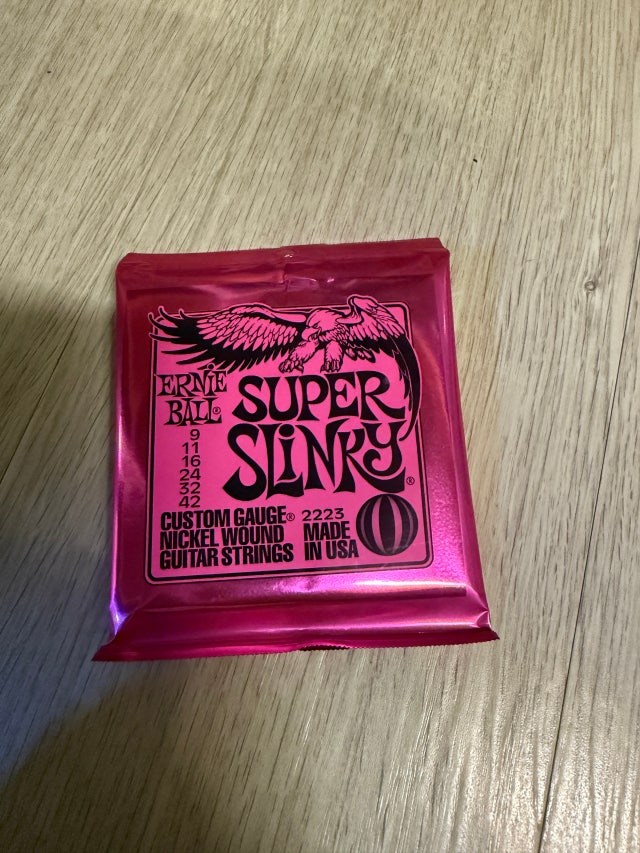 ERNIE
BALL®
SUPER
SLiNKY®
9
11
16
24
32
42
CUSTOM GAUGE®
NICKEL WOUND
GUITAR STRINGS
2223
MADE
IN USA